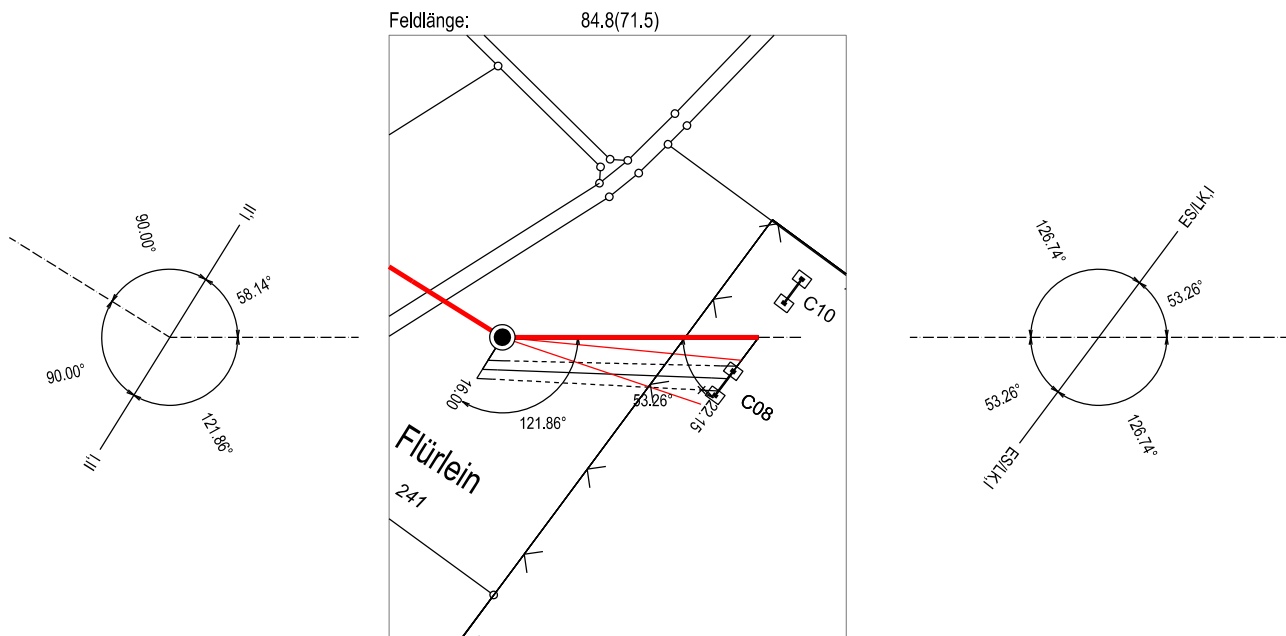 Feldlänge: 84.8(71.5)
90.00°
I,II
58.14°
90.00°
121.86°
II,I
C10
16.00
121.86°
53.26°
22.15
C08
Flürlein
241
ES/LK,I
126.74°
53.26°
53.26°
126.74°
ES/LK,I